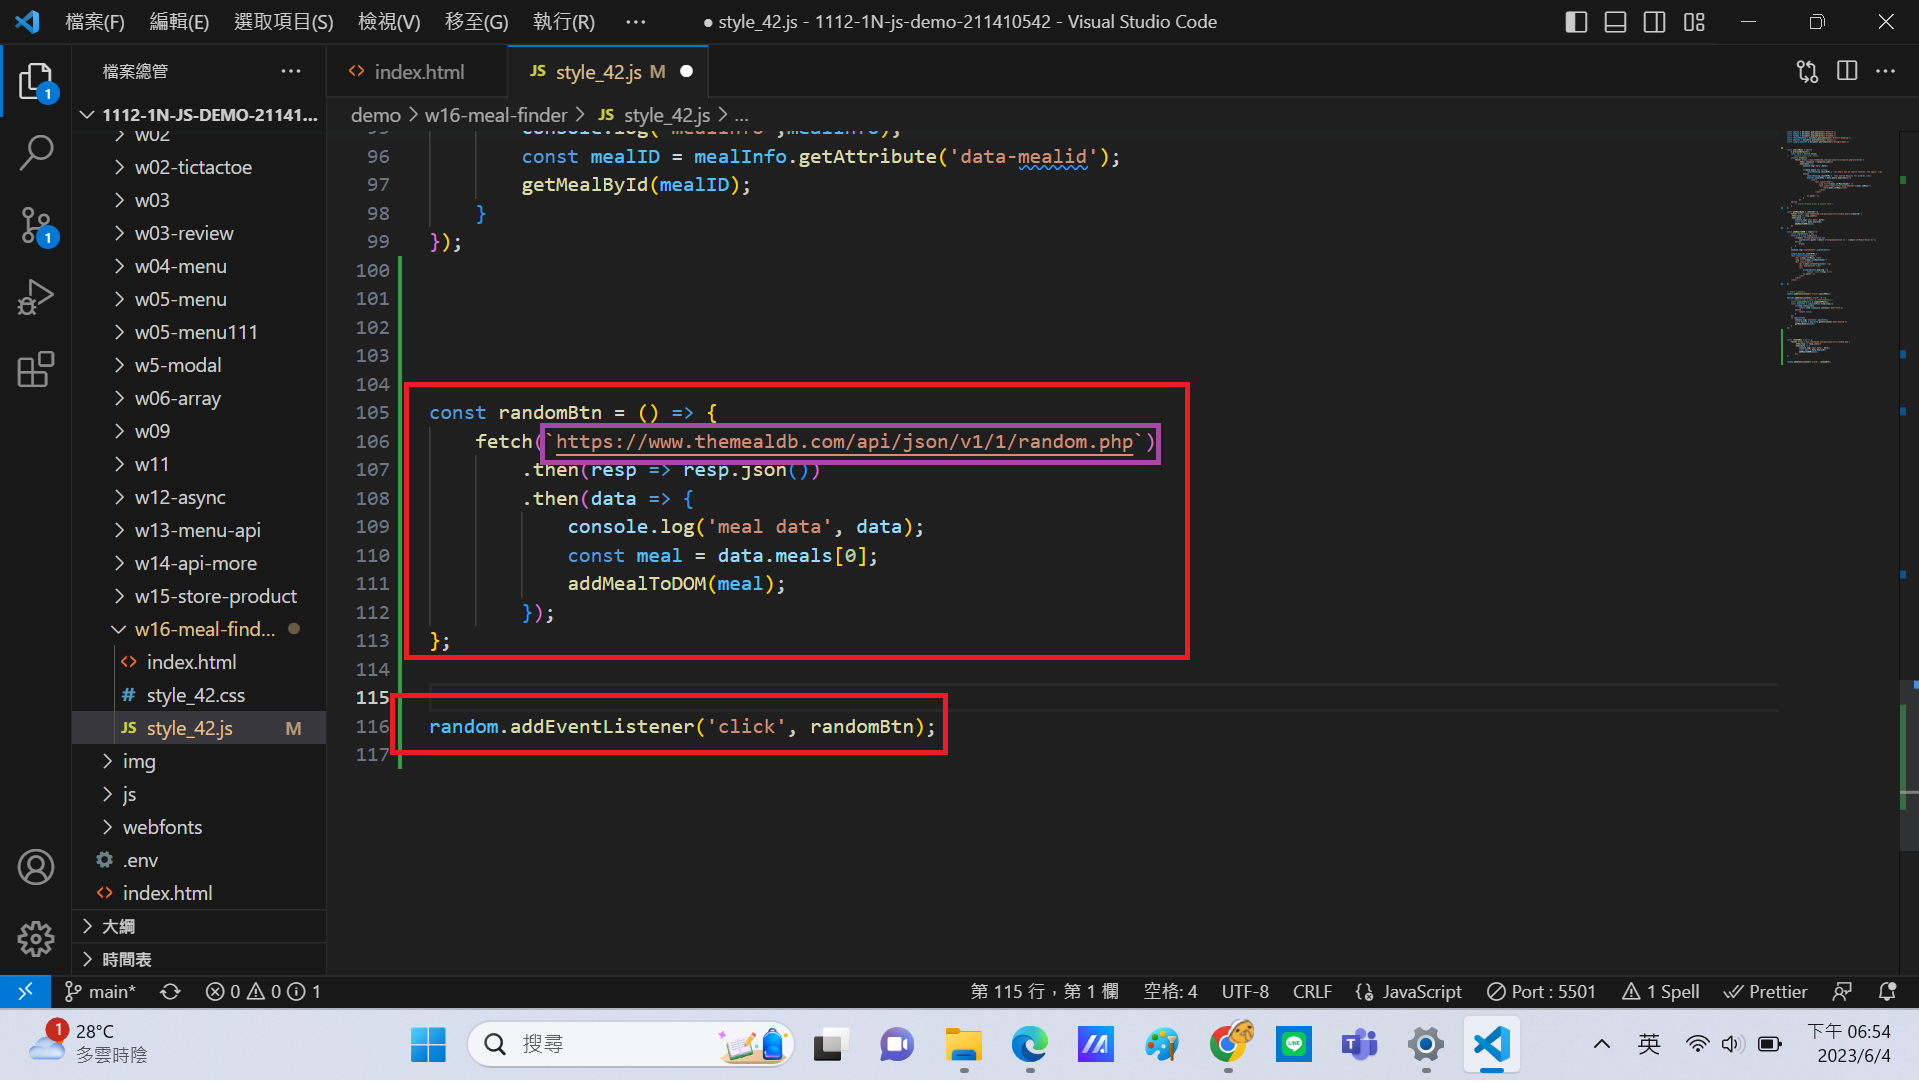 檔案(F) 編輯(E) 選取項目(S) 檢視(V) 移至(G) 執行(R) ··· ● style_42.js - 1112-1N-js-demo-211410542 - Visual Studio Code
檔案總管 ···
<> index.html JS style_42.js M
demo > w16-meal-finder > JS style_42.js > ...
1112-1N-JS-DEMO-21141...
w02
w02-tictactoe
w03
w03-review
w04-menu
w05-menu
w05-menu111
w5-modal
w06-array
w09
w11
w12-async
w13-menu-api
w14-api-more
w15-store-product
w16-meal-find...
<> index.html
# style_42.css
JS style_42.js M
img
js
webfonts
.env
<> index.html
大綱
時間表
1
1
95 console.log('mealInfo',mealInfo);
96 const mealID = mealInfo.getAttribute('data-mealid');
97 getMealById(mealID);
98 }
99 });
100
101
102
103
104
105 const randomBtn = () => {
106 fetch(`https://www.themealdb.com/api/json/v1/1/random.php`)
107 .then(resp => resp.json())
108 .then(data => {
109 console.log('meal data', data);
110 const meal = data.meals[0];
111 addMealToDOM(meal);
112 });
113 };
114
115
116 random.addEventListener('click', randomBtn);
117
main* 0 0 1 第 115 行，第 1 欄 空格: 4 UTF-8 CRLF {} JavaScript Port : 5501 1 Spell Prettier
1 28°C
多雲時陰
搜尋
英
下午 06:54
2023/6/4